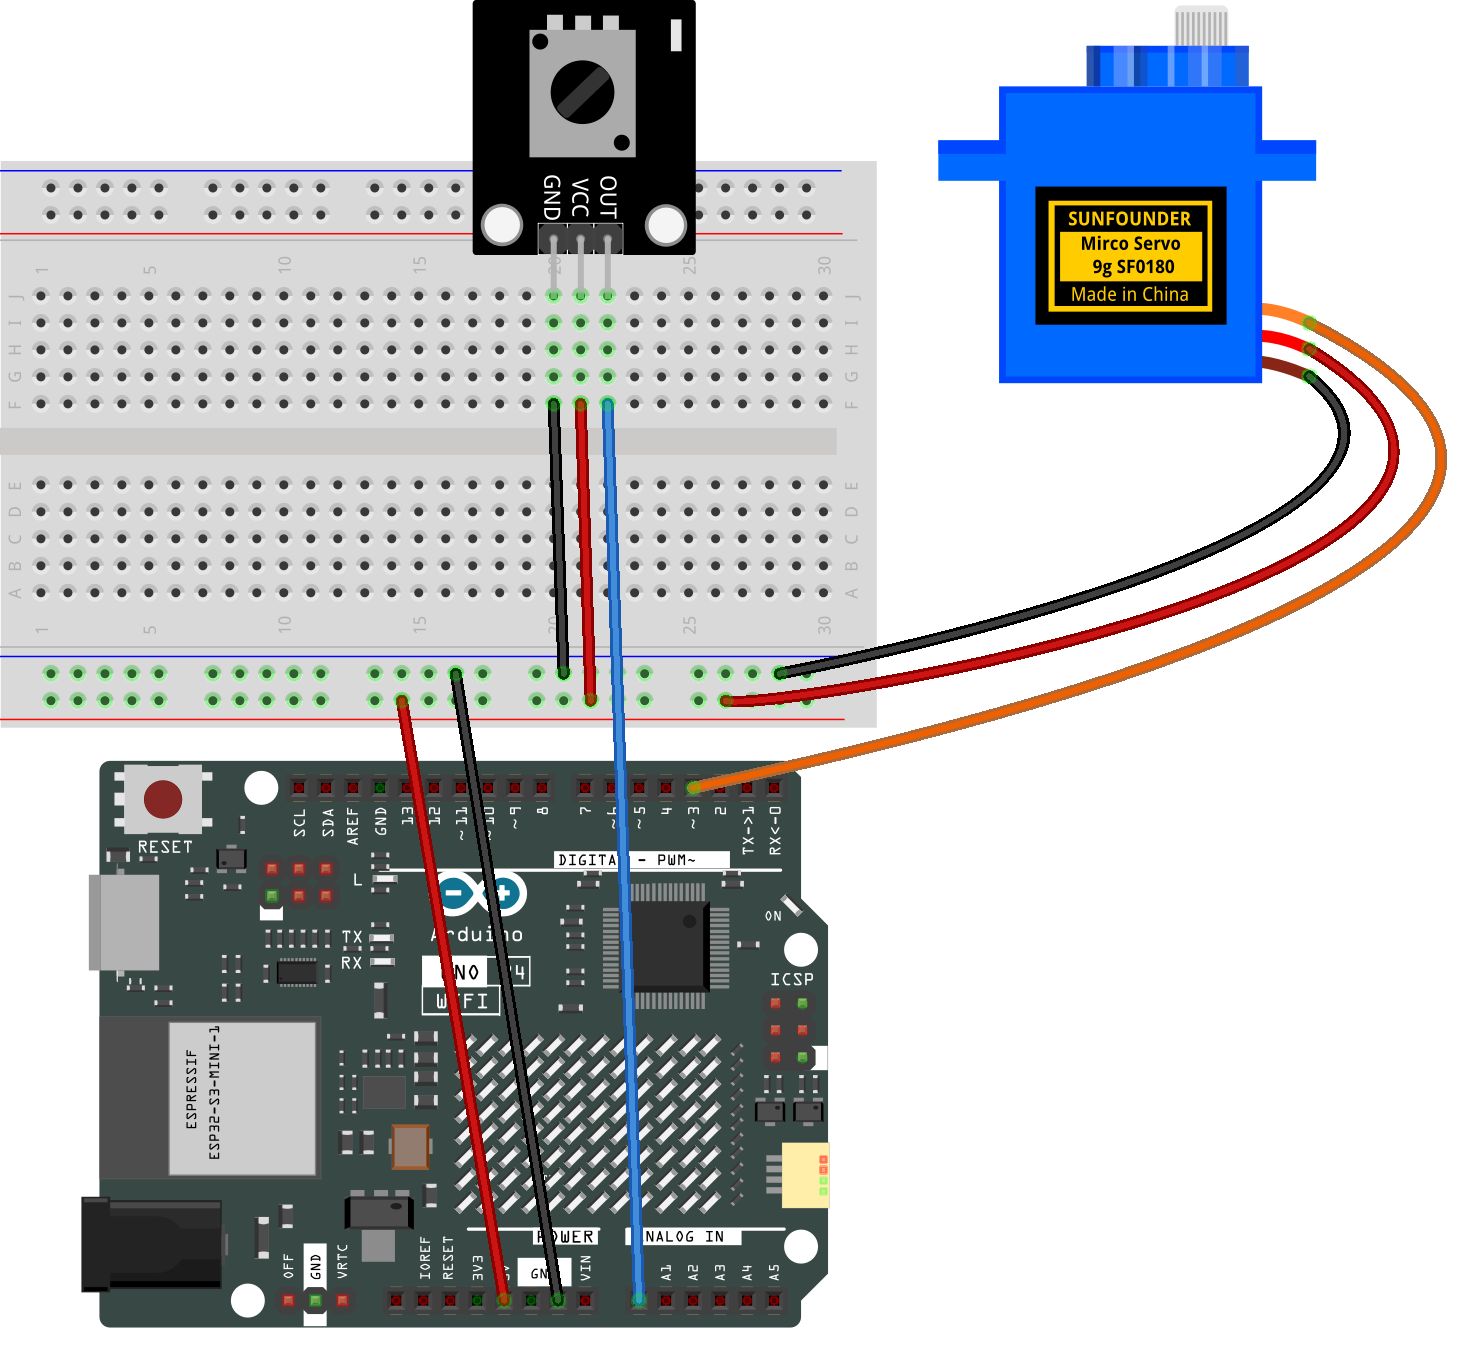 GND
VCC
OUT
SUNFOUNDER
Mirco Servo
9g SF0180
Made in China
1 5 10 15 20 25 30
J J
I I
H H
G G
F F
E E
D D
C C
B B
A A
1 5 10 15 20 25 30
RESET
SCL
SDA
AREF
GND
13
12
~11
~10
~9
8
7
~6
~5
4
~3
2
TX->1
RX<-0
DIGITAL - PWM~
L
TX
RX
Arduino
UNO R4
WiFi
ON
ICSP
ESPRESSIF
ESP32-S3-MINI-1
POWER
ANALOG IN
OFF
GND
VRTC
IOREF
RESET
3V3
5V
GND
VIN
A1
A2
A3
A4
A5